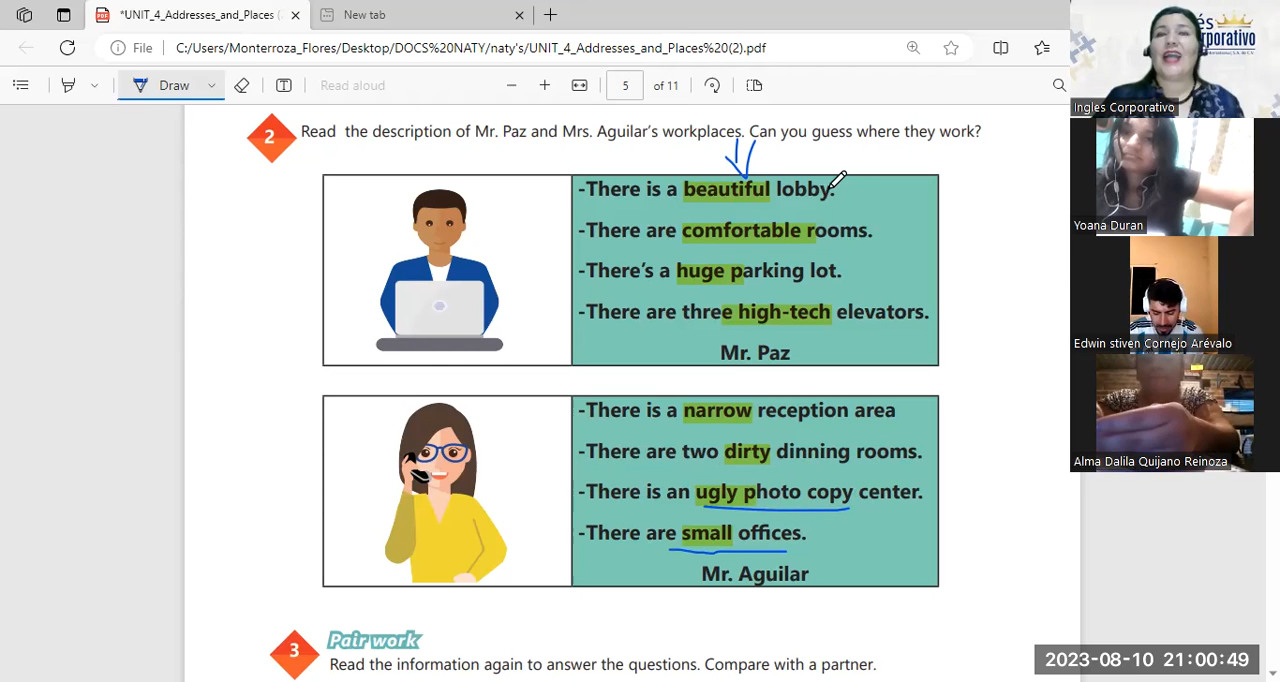 *UNIT_4_Addresses_and_Places (
New tab
File
C:/Users/Monterroza_Flores/Desktop/DOCS%20NATY/naty's/UNIT_4_Addresses_and_Places%20(2).pdf
Draw
Read aloud
5 of 11
2 Read the description of Mr. Paz and Mrs. Aguilar's workplaces. Can you guess where they work?
-There is a beautiful lobby.
-There are comfortable rooms.
-There's a huge parking lot.
-There are three high-tech elevators.
Mr. Paz
-There is a narrow reception area
-There are two dirty dinning rooms.
-There is an ugly photo copy center.
-There are small offices.
Mr. Aguilar
3 Pair work
Read the information again to answer the questions. Compare with a partner.
Ingles Corporativo
Yoana Duran
Edwin stiven Cornejo Arévalo
Alma Dalila Quijano Reinoza
2023-08-10 21:00:49